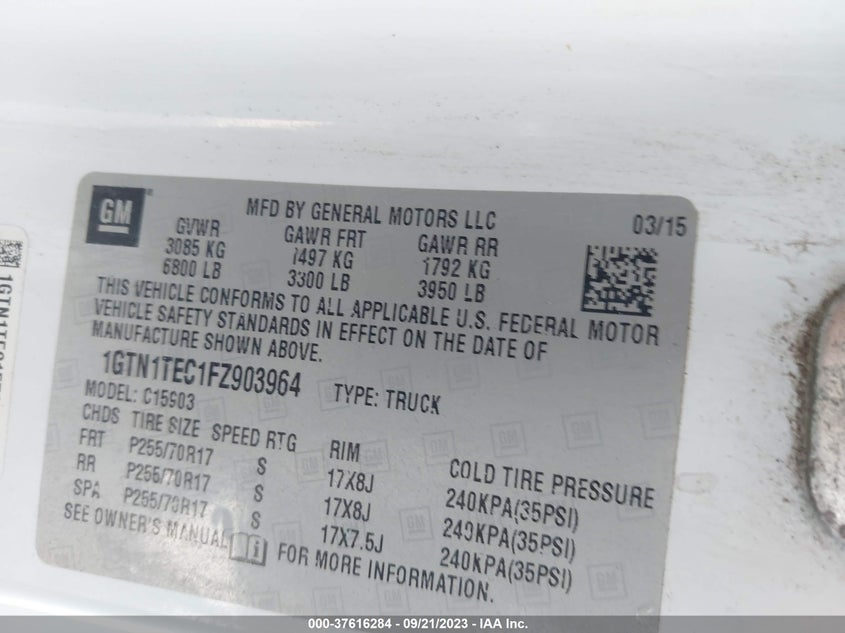 GM
MFD BY GENERAL MOTORS LLC 03/15
GVWR GAWR FRT GAWR RR
3085 KG 1497 KG 1792 KG
6800 LB 3300 LB 3950 LB
THIS VEHICLE CONFORMS TO ALL APPLICABLE U.S. FEDERAL MOTOR
VEHICLE SAFETY STANDARDS IN EFFECT ON THE DATE OF
MANUFACTURE SHOWN ABOVE.
1GTN1TEC1FZ903964 TYPE: TRUCK
MODEL: C15903
CHDS TIRE SIZE SPEED RTG RIM COLD TIRE PRESSURE
FRT P255/70R17 S 17X8J 240KPA(35PSI)
RR P255/70R17 S 17X8J 240KPA(35PSI)
SPA P255/70R17 S 17X7.5J 240KPA(35PSI)
SEE OWNER'S MANUAL FOR MORE INFORMATION.
000-37616284 - 09/21/2023 - IAA, Inc.